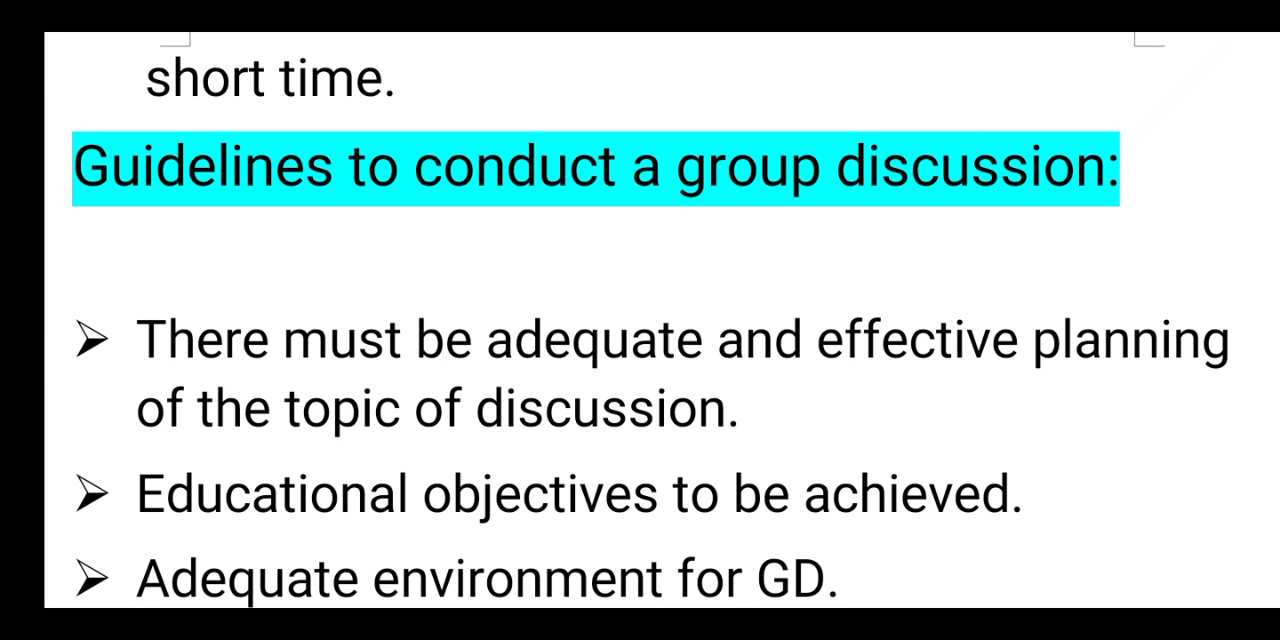 short time.
Guidelines to conduct a group discussion:
➢ There must be adequate and effective planning
of the topic of discussion.
➢ Educational objectives to be achieved.
➢ Adequate environment for GD.